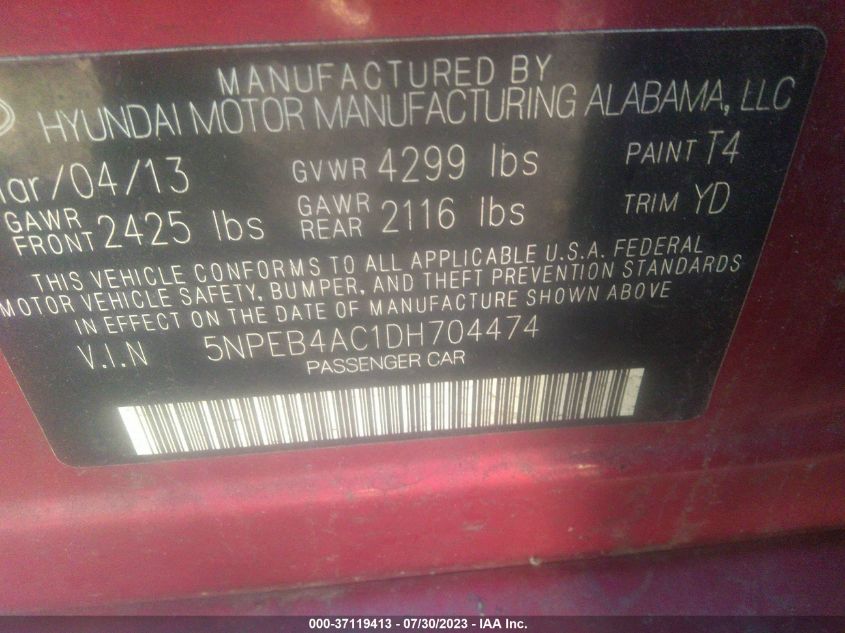 MANUFACTURED BY
HYUNDAI MOTOR MANUFACTURING ALABAMA, LLC
ar/04/13 GVWR 4299 lbs PAINT T4
GAWR FRONT 2425 lbs GAWR REAR 2116 lbs TRIM YD
THIS VEHICLE CONFORMS TO ALL APPLICABLE U.S.A. FEDERAL
MOTOR VEHICLE SAFETY, BUMPER, AND THEFT PREVENTION STANDARDS
IN EFFECT ON THE DATE OF MANUFACTURE SHOWN ABOVE
V.I.N 5NPEB4AC1DH704474
PASSENGER CAR
000-37119413 - 07/30/2023 - IAA Inc.